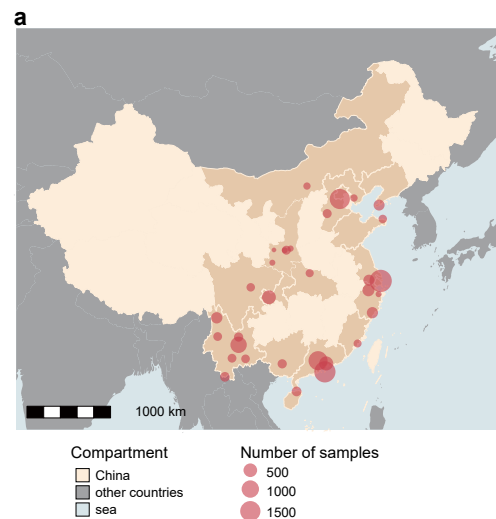 a
1000 km
Compartment
China
other countries
sea
Number of samples
500
1000
1500